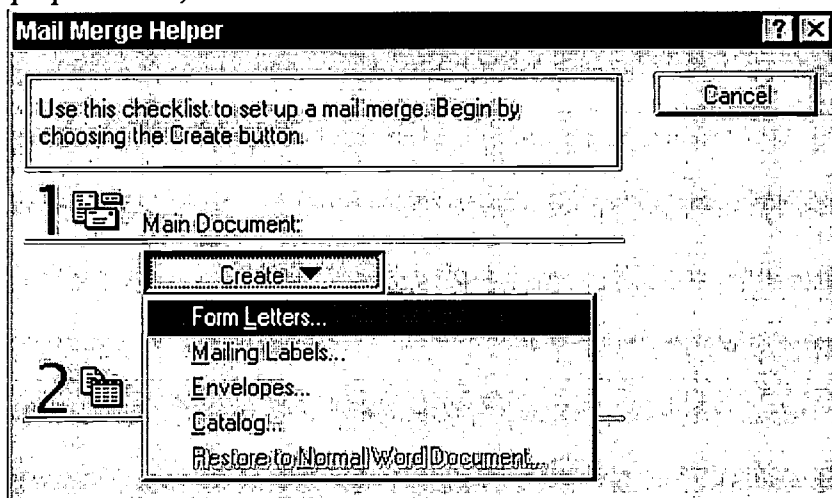 Mail Merge Helper
Use this checklist to set up a mail merge. Begin by
choosing the Create button.
Cancel
1 Main Document:
Create
Form Letters...
Mailing Labels...
2
Envelopes...
Catalog...
Restore to Normal Word Document...